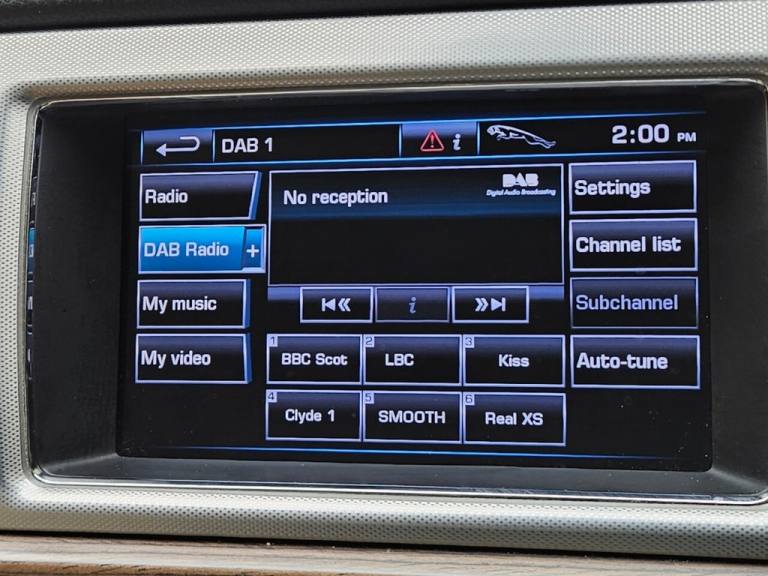 DAB 1
i
2:00 PM
Radio
No reception
DAB
Digital Audio Broadcasting
Settings
DAB Radio +
Channel list
My music
i
Subchannel
My video
1 BBC Scot
2 LBC
3 Kiss
Auto-tune
4 Clyde 1
5 SMOOTH
6 Real XS